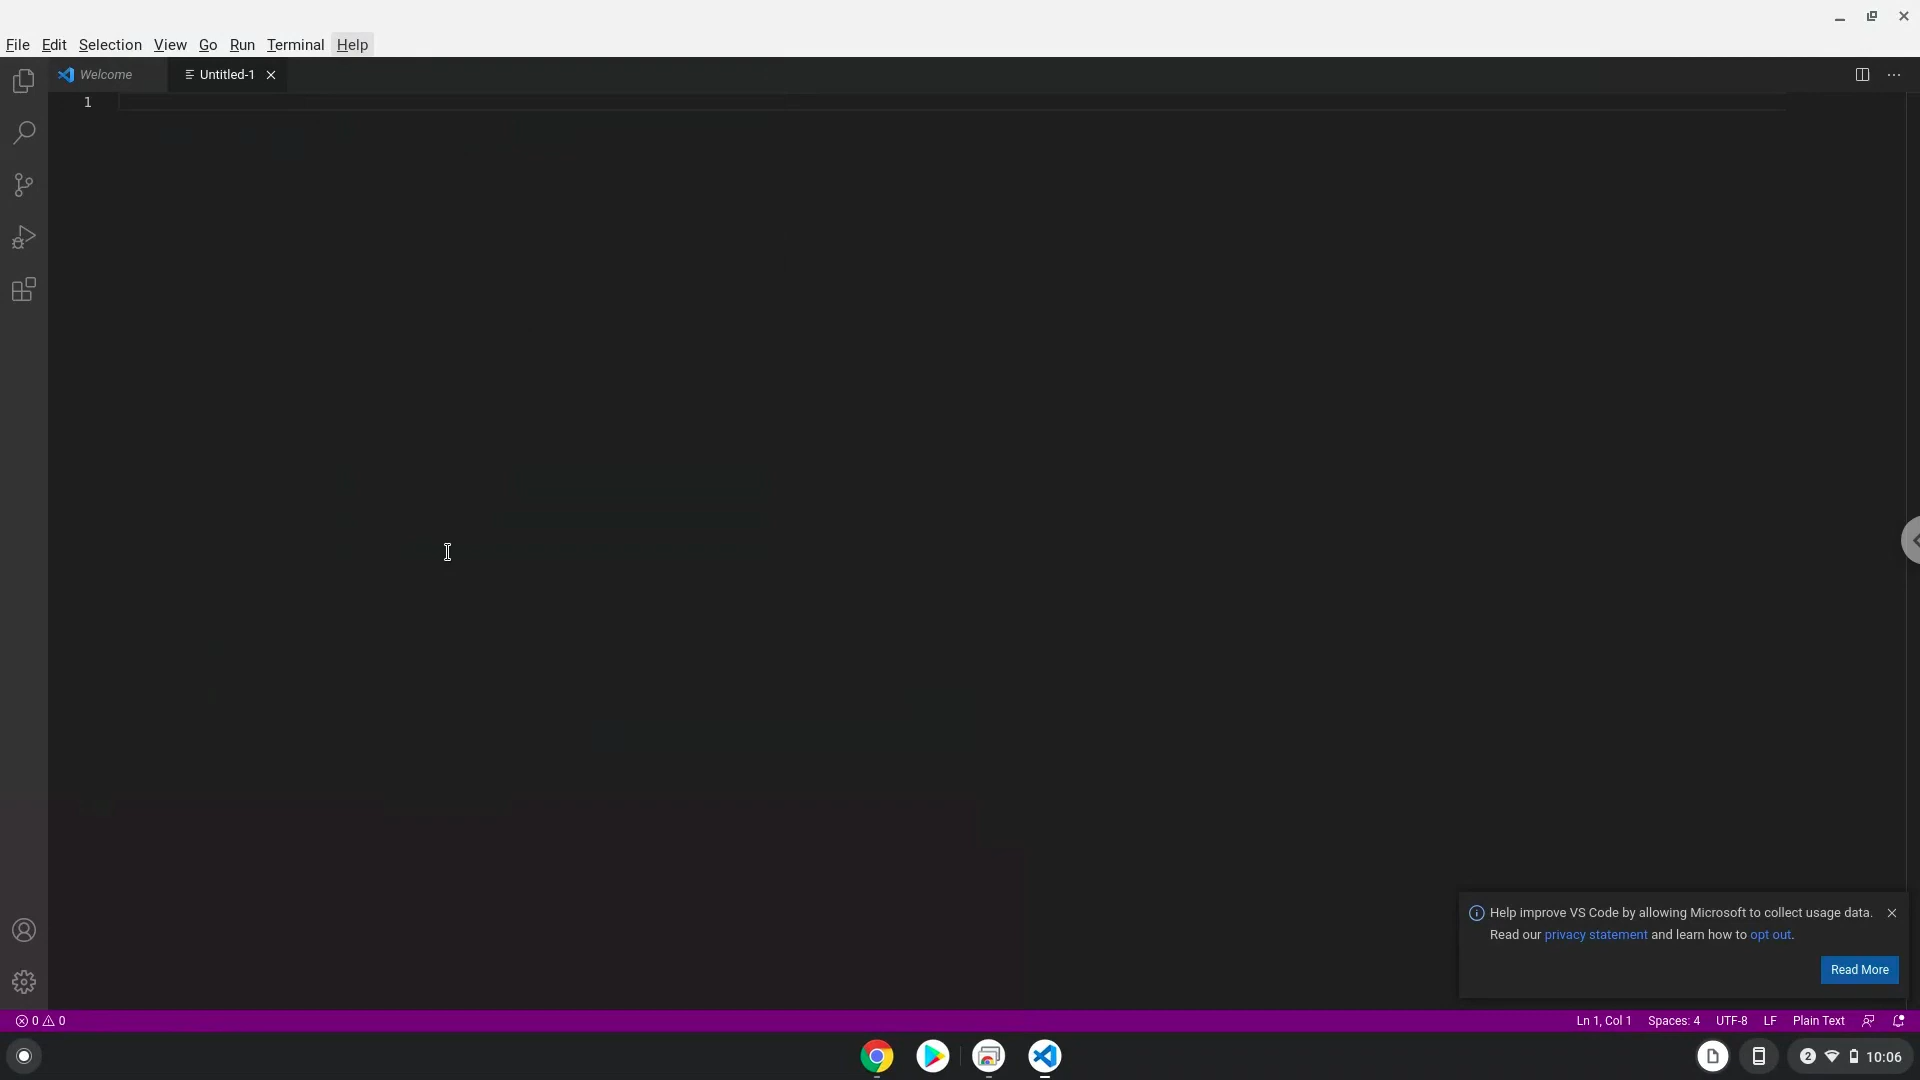 File Edit Selection View Go Run Terminal Help
Welcome Untitled-1
1
Help improve VS Code by allowing Microsoft to collect usage data.
Read our privacy statement and learn how to opt out.
Read More
0 0 Ln 1, Col 1 Spaces: 4 UTF-8 LF Plain Text
2 10:06